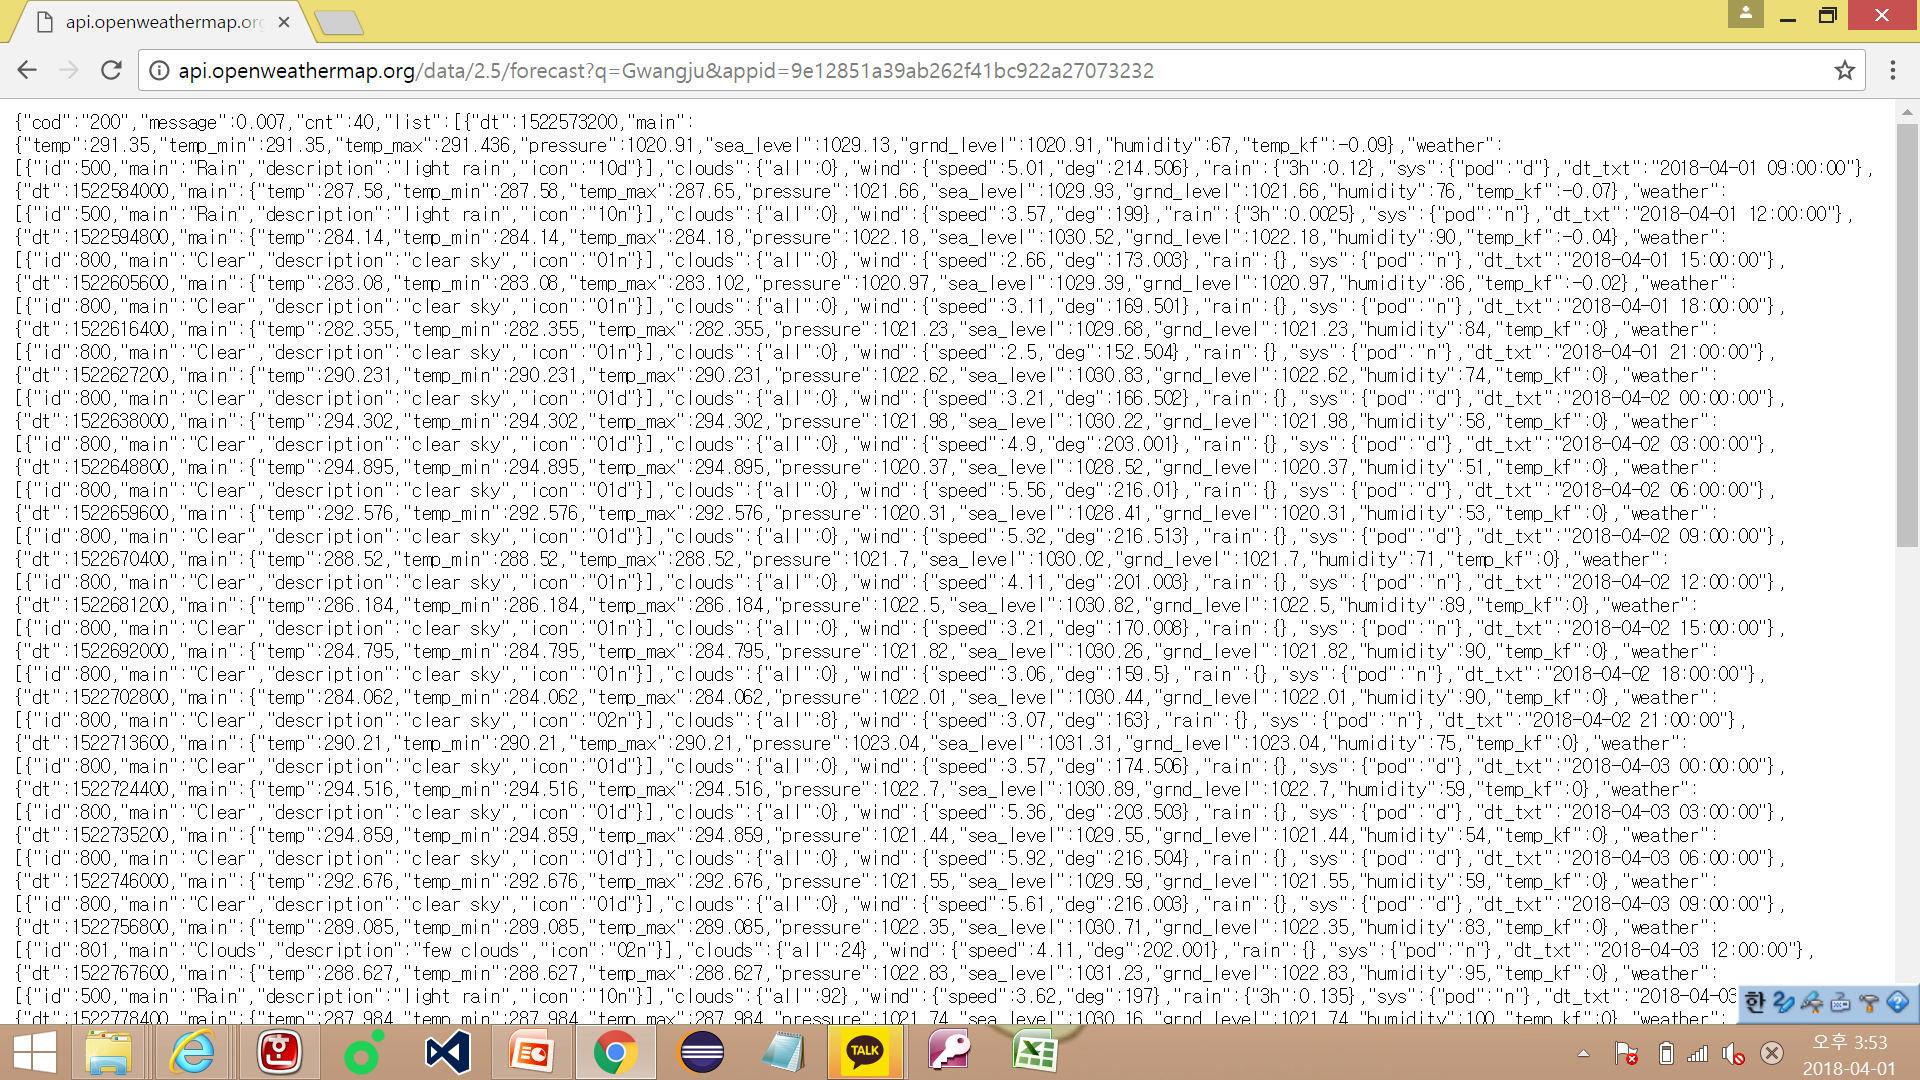 api.openweathermap.org
api.openweathermap.org/data/2.5/forecast?q=Gwangju&appid=9e12851a39ab262f41bc922a27073232
{"cod":"200","message":0.007,"cnt":40,"list":[{"dt":1522573200,"main":
{"temp":291.35,"temp_min":291.35,"temp_max":291.436,"pressure":1020.91,"sea_level":1029.13,"grnd_level":1020.91,"humidity":67,"temp_kf":-0.09},"weather":
[{"id":500,"main":"Rain","description":"light rain","icon":"10d"}],"clouds":{"all":0},"wind":{"speed":5.01,"deg":214.506},"rain":{"3h":0.12},"sys":{"pod":"d"},"dt_txt":"2018-04-01 09:00:00"},
{"dt":1522584000,"main":{"temp":287.58,"temp_min":287.58,"temp_max":287.65,"pressure":1021.66,"sea_level":1029.93,"grnd_level":1021.66,"humidity":76,"temp_kf":-0.07},"weather":
[{"id":500,"main":"Rain","description":"light rain","icon":"10n"}],"clouds":{"all":0},"wind":{"speed":3.57,"deg":199},"rain":{"3h":0.0025},"sys":{"pod":"n"},"dt_txt":"2018-04-01 12:00:00"},
{"dt":1522594800,"main":{"temp":284.14,"temp_min":284.14,"temp_max":284.18,"pressure":1022.18,"sea_level":1030.52,"grnd_level":1022.18,"humidity":90,"temp_kf":-0.04},"weather":
[{"id":800,"main":"Clear","description":"clear sky","icon":"01n"}],"clouds":{"all":0},"wind":{"speed":2.66,"deg":173.003},"rain":{},"sys":{"pod":"n"},"dt_txt":"2018-04-01 15:00:00"},
{"dt":1522605600,"main":{"temp":283.08,"temp_min":283.08,"temp_max":283.102,"pressure":1020.97,"sea_level":1029.39,"grnd_level":1020.97,"humidity":86,"temp_kf":-0.02},"weather":
[{"id":800,"main":"Clear","description":"clear sky","icon":"01n"}],"clouds":{"all":0},"wind":{"speed":3.11,"deg":169.501},"rain":{},"sys":{"pod":"n"},"dt_txt":"2018-04-01 18:00:00"},
{"dt":1522616400,"main":{"temp":282.355,"temp_min":282.355,"temp_max":282.355,"pressure":1021.23,"sea_level":1029.68,"grnd_level":1021.23,"humidity":84,"temp_kf":0},"weather":
[{"id":800,"main":"Clear","description":"clear sky","icon":"01n"}],"clouds":{"all":0},"wind":{"speed":2.5,"deg":152.504},"rain":{},"sys":{"pod":"n"},"dt_txt":"2018-04-01 21:00:00"},
{"dt":1522627200,"main":{"temp":290.231,"temp_min":290.231,"temp_max":290.231,"pressure":1022.62,"sea_level":1030.83,"grnd_level":1022.62,"humidity":74,"temp_kf":0},"weather":
[{"id":800,"main":"Clear","description":"clear sky","icon":"01d"}],"clouds":{"all":0},"wind":{"speed":3.21,"deg":166.502},"rain":{},"sys":{"pod":"d"},"dt_txt":"2018-04-02 00:00:00"},
{"dt":1522638000,"main":{"temp":294.302,"temp_min":294.302,"temp_max":294.302,"pressure":1021.98,"sea_level":1030.22,"grnd_level":1021.98,"humidity":58,"temp_kf":0},"weather":
[{"id":800,"main":"Clear","description":"clear sky","icon":"01d"}],"clouds":{"all":0},"wind":{"speed":4.9,"deg":203.001},"rain":{},"sys":{"pod":"d"},"dt_txt":"2018-04-02 03:00:00"},
{"dt":1522648800,"main":{"temp":294.895,"temp_min":294.895,"temp_max":294.895,"pressure":1020.37,"sea_level":1028.52,"grnd_level":1020.37,"humidity":51,"temp_kf":0},"weather":
[{"id":800,"main":"Clear","description":"clear sky","icon":"01d"}],"clouds":{"all":0},"wind":{"speed":5.56,"deg":216.01},"rain":{},"sys":{"pod":"d"},"dt_txt":"2018-04-02 06:00:00"},
{"dt":1522659600,"main":{"temp":292.576,"temp_min":292.576,"temp_max":292.576,"pressure":1020.31,"sea_level":1028.41,"grnd_level":1020.31,"humidity":53,"temp_kf":0},"weather":
[{"id":800,"main":"Clear","description":"clear sky","icon":"01d"}],"clouds":{"all":0},"wind":{"speed":5.32,"deg":216.513},"rain":{},"sys":{"pod":"d"},"dt_txt":"2018-04-02 09:00:00"},
{"dt":1522670400,"main":{"temp":288.52,"temp_min":288.52,"temp_max":288.52,"pressure":1021.7,"sea_level":1030.02,"grnd_level":1021.7,"humidity":71,"temp_kf":0},"weather":
[{"id":800,"main":"Clear","description":"clear sky","icon":"01n"}],"clouds":{"all":0},"wind":{"speed":4.11,"deg":201.003},"rain":{},"sys":{"pod":"n"},"dt_txt":"2018-04-02 12:00:00"},
{"dt":1522681200,"main":{"temp":286.184,"temp_min":286.184,"temp_max":286.184,"pressure":1022.5,"sea_level":1030.82,"grnd_level":1022.5,"humidity":89,"temp_kf":0},"weather":
[{"id":800,"main":"Clear","description":"clear sky","icon":"01n"}],"clouds":{"all":0},"wind":{"speed":3.21,"deg":170.008},"rain":{},"sys":{"pod":"n"},"dt_txt":"2018-04-02 15:00:00"},
{"dt":1522692000,"main":{"temp":284.795,"temp_min":284.795,"temp_max":284.795,"pressure":1021.82,"sea_level":1030.26,"grnd_level":1021.82,"humidity":90,"temp_kf":0},"weather":
[{"id":800,"main":"Clear","description":"clear sky","icon":"01n"}],"clouds":{"all":0},"wind":{"speed":3.06,"deg":159.5},"rain":{},"sys":{"pod":"n"},"dt_txt":"2018-04-02 18:00:00"},
{"dt":1522702800,"main":{"temp":284.062,"temp_min":284.062,"temp_max":284.062,"pressure":1022.01,"sea_level":1030.44,"grnd_level":1022.01,"humidity":90,"temp_kf":0},"weather":
[{"id":800,"main":"Clear","description":"clear sky","icon":"02n"}],"clouds":{"all":8},"wind":{"speed":3.07,"deg":163},"rain":{},"sys":{"pod":"n"},"dt_txt":"2018-04-02 21:00:00"},
{"dt":1522713600,"main":{"temp":290.21,"temp_min":290.21,"temp_max":290.21,"pressure":1023.04,"sea_level":1031.31,"grnd_level":1023.04,"humidity":75,"temp_kf":0},"weather":
[{"id":800,"main":"Clear","description":"clear sky","icon":"01d"}],"clouds":{"all":0},"wind":{"speed":3.57,"deg":174.506},"rain":{},"sys":{"pod":"d"},"dt_txt":"2018-04-03 00:00:00"},
{"dt":1522724400,"main":{"temp":294.516,"temp_min":294.516,"temp_max":294.516,"pressure":1022.7,"sea_level":1030.89,"grnd_level":1022.7,"humidity":59,"temp_kf":0},"weather":
[{"id":800,"main":"Clear","description":"clear sky","icon":"01d"}],"clouds":{"all":0},"wind":{"speed":5.36,"deg":203.503},"rain":{},"sys":{"pod":"d"},"dt_txt":"2018-04-03 03:00:00"},
{"dt":1522735200,"main":{"temp":294.859,"temp_min":294.859,"temp_max":294.859,"pressure":1021.44,"sea_level":1029.55,"grnd_level":1021.44,"humidity":54,"temp_kf":0},"weather":
[{"id":800,"main":"Clear","description":"clear sky","icon":"01d"}],"clouds":{"all":0},"wind":{"speed":5.92,"deg":216.504},"rain":{},"sys":{"pod":"d"},"dt_txt":"2018-04-03 06:00:00"},
{"dt":1522746000,"main":{"temp":292.676,"temp_min":292.676,"temp_max":292.676,"pressure":1021.55,"sea_level":1029.59,"grnd_level":1021.55,"humidity":59,"temp_kf":0},"weather":
[{"id":800,"main":"Clear","description":"clear sky","icon":"01d"}],"clouds":{"all":0},"wind":{"speed":5.61,"deg":216.003},"rain":{},"sys":{"pod":"d"},"dt_txt":"2018-04-03 09:00:00"},
{"dt":1522756800,"main":{"temp":289.085,"temp_min":289.085,"temp_max":289.085,"pressure":1022.35,"sea_level":1030.71,"grnd_level":1022.35,"humidity":83,"temp_kf":0},"weather":
[{"id":801,"main":"Clouds","description":"few clouds","icon":"02n"}],"clouds":{"all":24},"wind":{"speed":4.11,"deg":202.001},"rain":{},"sys":{"pod":"n"},"dt_txt":"2018-04-03 12:00:00"},
{"dt":1522767600,"main":{"temp":288.627,"temp_min":288.627,"temp_max":288.627,"pressure":1022.83,"sea_level":1031.23,"grnd_level":1022.83,"humidity":95,"temp_kf":0},"weather":
[{"id":500,"main":"Rain","description":"light rain","icon":"10n"}],"clouds":{"all":92},"wind":{"speed":3.62,"deg":197},"rain":{"3h":0.135},"sys":{"pod":"n"},"dt_txt":"2018-04-03
{"dt":1522778400,"main":{"temp":287.984,"temp_min":287.984,"temp_max":287.984,"pressure":1021.74,"sea_level":1030.16,"grnd_level":1021.74,"humidity":100,"temp_kf":0},"weather":
한
TALK
오후 3:53
2018-04-01